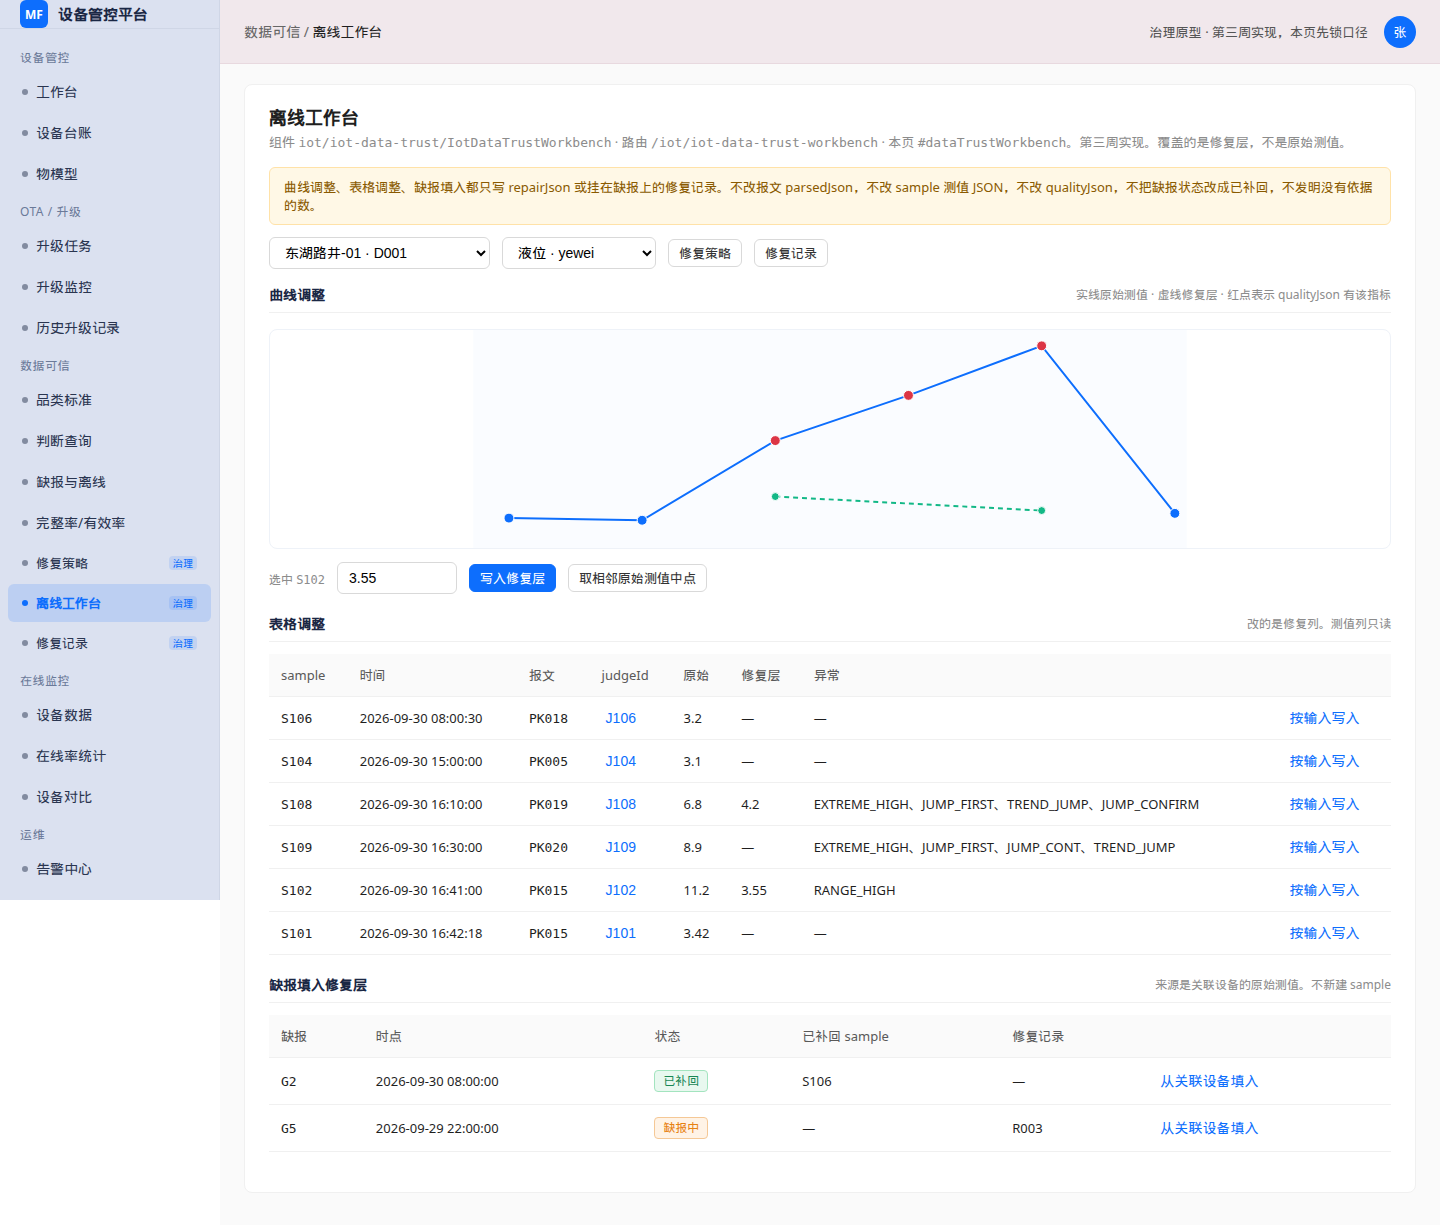 MF 设备管控平台
设备管控
工作台
设备台账
物模型
OTA / 升级
升级任务
升级监控
历史升级记录
数据可信
品类标准
判断查询
缺报与离线
完整率/有效率
修复策略 治理
离线工作台 治理
修复记录 治理
在线监控
设备数据
在线率统计
设备对比
运维
告警中心
数据可信 / 离线工作台
治理原型 · 第三周实现，本页先锁口径 张
离线工作台
组件 iot/iot-data-trust/IotDataTrustWorkbench · 路由 /iot/iot-data-trust-workbench · 本页 #dataTrustWorkbench。第三周实现。覆盖的是修复层，不是原始测值。
曲线调整、表格调整、缺报填入都只写 repairJson 或挂在缺报上的修复记录。不改报文 parsedJson，不改 sample 测值 JSON，不改 qualityJson，不把缺报状态改成已补回，不发明没有依据
的数。
东湖路井-01 · D001 液位 · yewei 修复策略 修复记录
曲线调整 实线原始测值 · 虚线修复层 · 红点表示 qualityJson 有该指标
选中 S102 3.55 写入修复层 取相邻原始测值中点
表格调整 改的是修复列。测值列只读
sample 时间 报文 judgeId 原始 修复层 异常
S106 2026-09-30 08:00:30 PK018 J106 3.2 — — 按输入写入
S104 2026-09-30 15:00:00 PK005 J104 3.1 — — 按输入写入
S108 2026-09-30 16:10:00 PK019 J108 6.8 4.2 EXTREME_HIGH、JUMP_FIRST、TREND_JUMP、JUMP_CONFIRM 按输入写入
S109 2026-09-30 16:30:00 PK020 J109 8.9 — EXTREME_HIGH、JUMP_FIRST、JUMP_CONT、TREND_JUMP 按输入写入
S102 2026-09-30 16:41:00 PK015 J102 11.2 3.55 RANGE_HIGH 按输入写入
S101 2026-09-30 16:42:18 PK015 J101 3.42 — — 按输入写入
缺报填入修复层 来源是关联设备的原始测值。不新建 sample
缺报 时点 状态 已补回 sample 修复记录
G2 2026-09-30 08:00:00 已补回 S106 — 从关联设备填入
G5 2026-09-29 22:00:00 缺报中 — R003 从关联设备填入